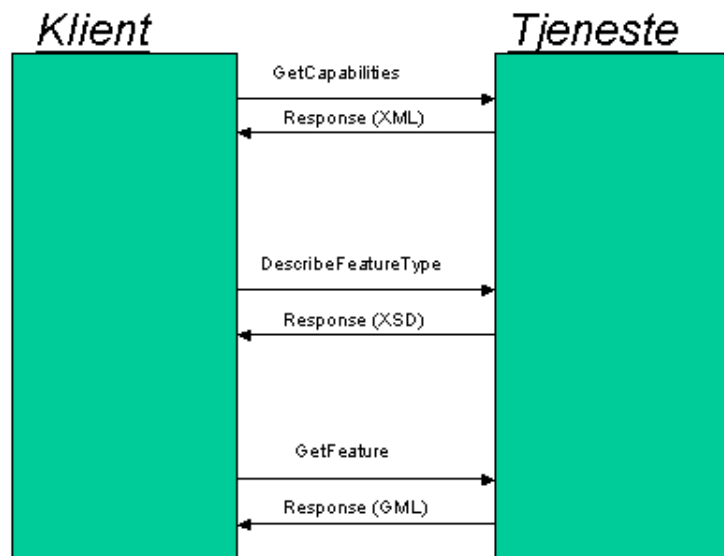 Klient
Tjeneste
GetCapabilities
Response (XML)
DescribeFeatureType
Response (XSD)
GetFeature
Response (GML)